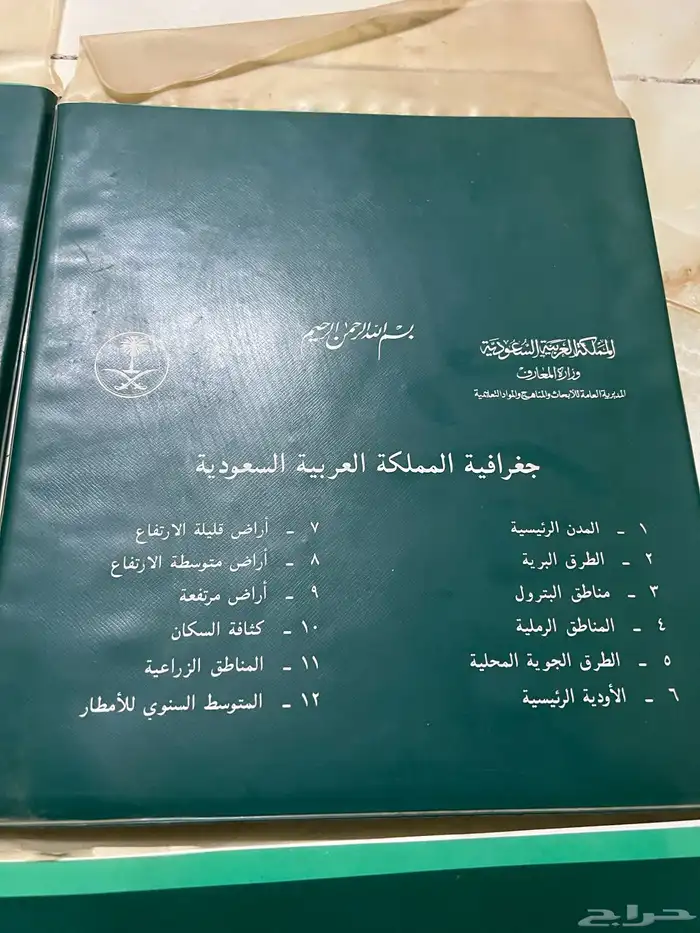 بسم الله الرحمن الرحيم
المملكة العربية السعودية
وزارة المعارف
المديرية العامة للأبحاث والمناهج والمواد التعليمية
جغرافية المملكة العربية السعودية
١ - المدن الرئيسية
٢ - الطرق البرية
٣ - مناطق البترول
٤ - المناطق الرملية
٥ - الطرق الجوية المحلية
٦ - الأودية الرئيسية
٧ - أراض قليلة الارتفاع
٨ - أراض متوسطة الارتفاع
٩ - أراض مرتفعة
١٠ - كثافة السكان
١١ - المناطق الزراعية
١٢ - المتوسط السنوي للأمطار
حراج